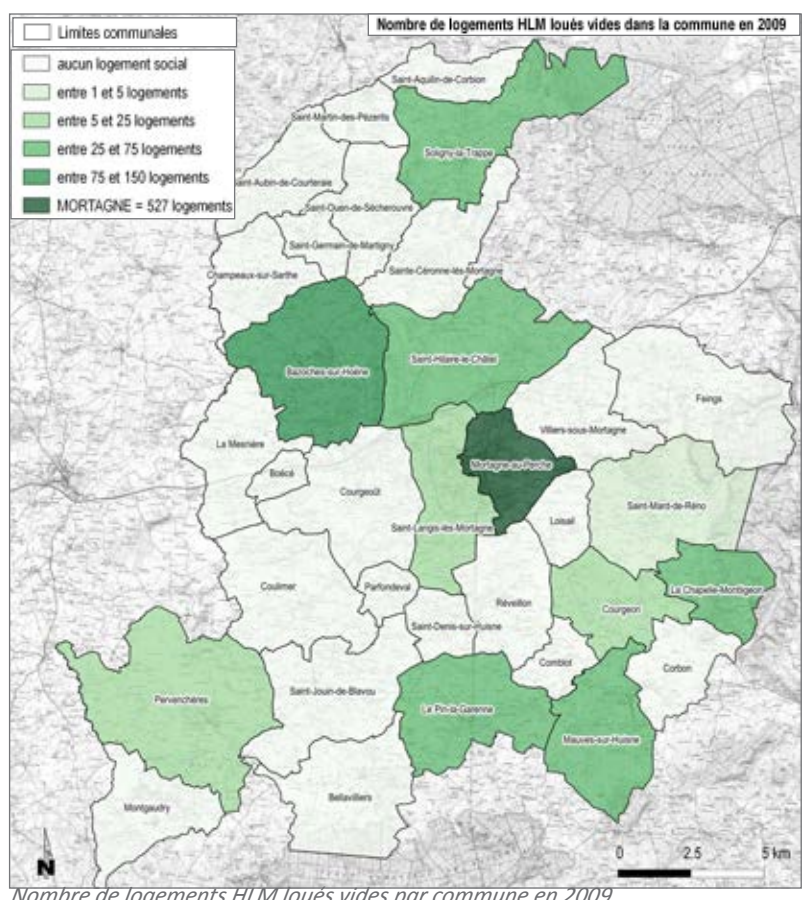 Nombre de logements HLM loués vides dans la commune en 2009
Limites communales
aucun logement social
entre 1 et 5 logements
entre 5 et 25 logements
entre 25 et 75 logements
entre 75 et 150 logements
MORTAGNE = 527 logements
Saint-Aquilin-de-Corbon
Saint-Martin-des-Pézerits
Soligny-la-Trappe
aint-Aubin-de-Courteraie
Saint-Ouen-de-Sècherouvre
Saint-Germain-de-Martigny
Champeaux-sur-Sarthe
Sainte-Céronne-lès-Mortagne
Bazoches-sur-Hoëne
Saint-Hilaire-le-Châtel
Feings
La Mesnière
Villiers-sous-Mortagne
Boëcé
Mortagne-au-Perche
Courgeoût
Saint-Mard-de-Réno
Saint-Langis-lès-Mortagne
Loisail
Coulimer
Parfondeval
La Chapelle-Montligeon
Réveillon
Courgeon
Saint-Denis-sur-Huisne
Comblot
Corbon
Saint-Jouin-de-Blavou
Pervenchères
Le Pin-la-Garenne
Mauves-sur-Huisne
Bellavilliers
Montgaudry
N
0 2.5 5 km
Nombre de logements HLM loués vides par commune en 2009